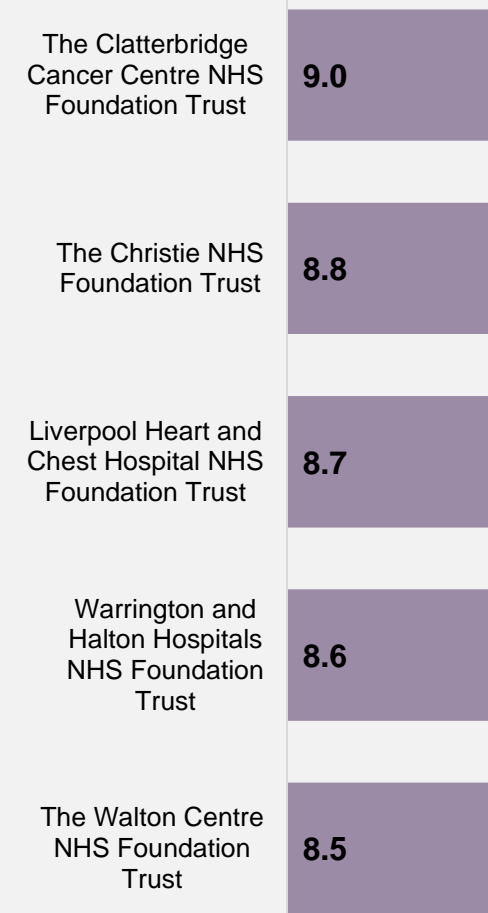 The Clatterbridge
Cancer Centre NHS
Foundation Trust
9.0
The Christie NHS
Foundation Trust
8.8
Liverpool Heart and
Chest Hospital NHS
Foundation Trust
8.7
Warrington and
Halton Hospitals
NHS Foundation
Trust
8.6
The Walton Centre
NHS Foundation
Trust
8.5